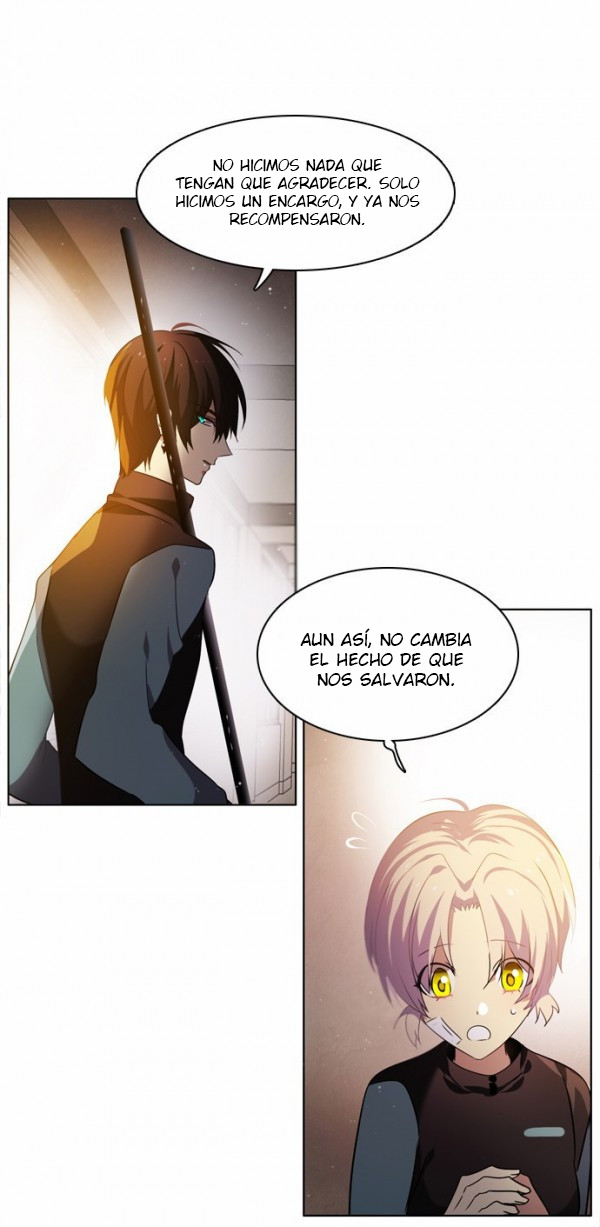 NO HICIMOS NADA QUE
TENGAN QUE AGRADECER. SOLO
HICIMOS UN ENCARGO, Y YA NOS
RECOMPENSARON.
AUN ASÍ, NO CAMBIA
EL HECHO DE QUE
NOS SALVARON.